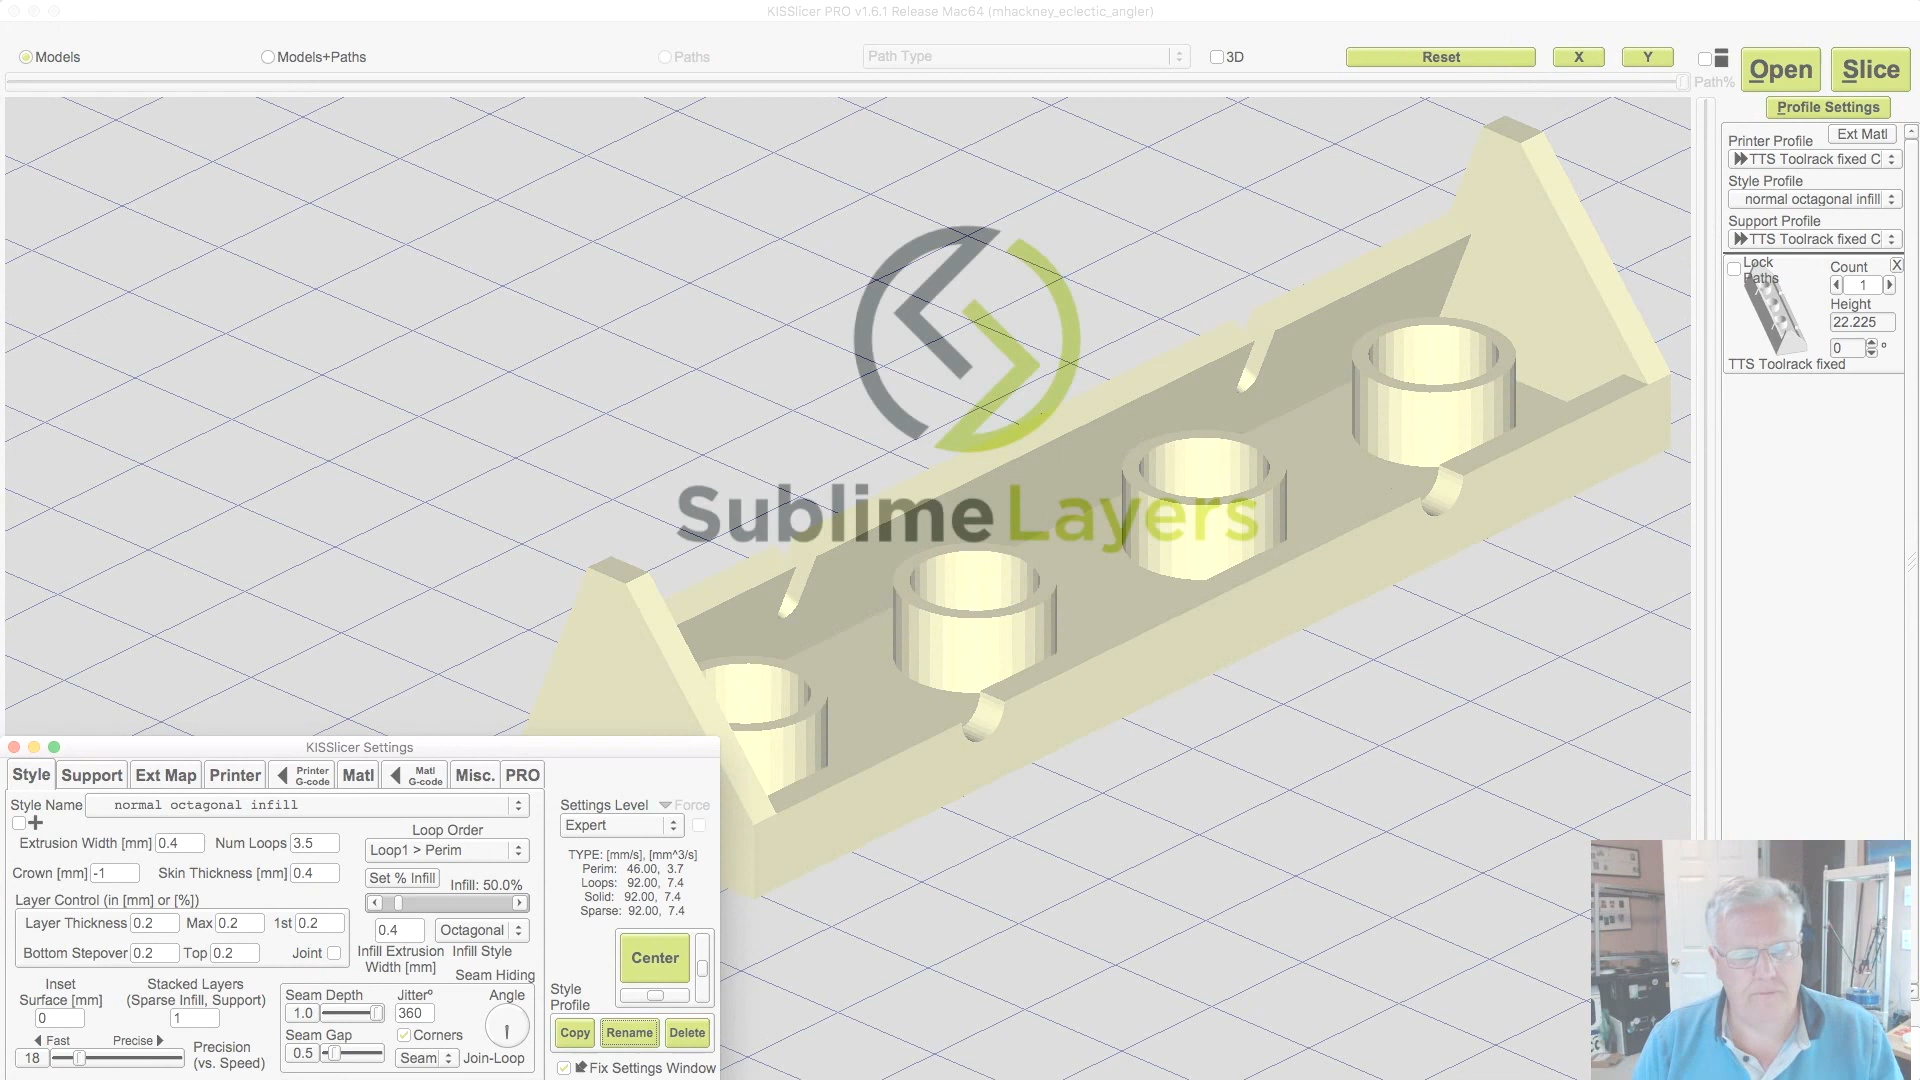 KISSlicer PRO v1.6.1 Release Mac64 (mhackney_eclectic_angler)
Models
Models+Paths
Paths
Path Type
3D
Reset
X
Y
Path%
Open
Slice
Profile Settings
Printer Profile
Ext Matl
TTS Toolrack fixed C
Style Profile
normal octagonal infill
Support Profile
TTS Toolrack fixed C
Lock Paths
Count
X
1
Height
22.225
0 °
TTS Toolrack fixed
SublimeLayers
KISSlicer Settings
Style
Support
Ext Map
Printer
Printer G-code
Matl
Matl G-code
Misc.
PRO
Style Name
normal octagonal infill
Extrusion Width [mm] 0.4
Num Loops 3.5
Crown [mm] -1
Skin Thickness [mm] 0.4
Layer Control (in [mm] or [%])
Layer Thickness 0.2 Max 0.2 1st 0.2
Bottom Stepover 0.2 Top 0.2 Joint
Loop Order
Loop1 > Perim
Set % Infill
Infill: 50.0%
0.4
Octagonal
Infill Extrusion Width [mm]
Infill Style
Inset Surface [mm]
0
Stacked Layers
(Sparse Infill, Support)
1
Fast
Precise
18
Precision
(vs. Speed)
Seam Hiding
Seam Depth
1.0
Jitter°
360
Angle
Seam Gap
0.5
Corners
Seam
Join-Loop
Settings Level
Force
Expert
TYPE: [mm/s], [mm^3/s]
Perim: 46.00, 3.7
Loops: 92.00, 7.4
Solid: 92.00, 7.4
Sparse: 92.00, 7.4
Center
Style Profile
Copy
Rename
Delete
Fix Settings Window